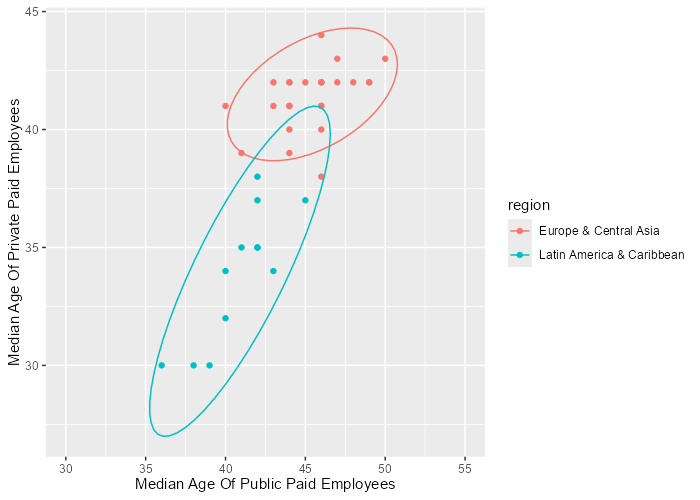 45
40
35
30
Median Age Of Private Paid Employees
30 35 40 45 50 55
Median Age Of Public Paid Employees
region
Europe & Central Asia
Latin America & Caribbean